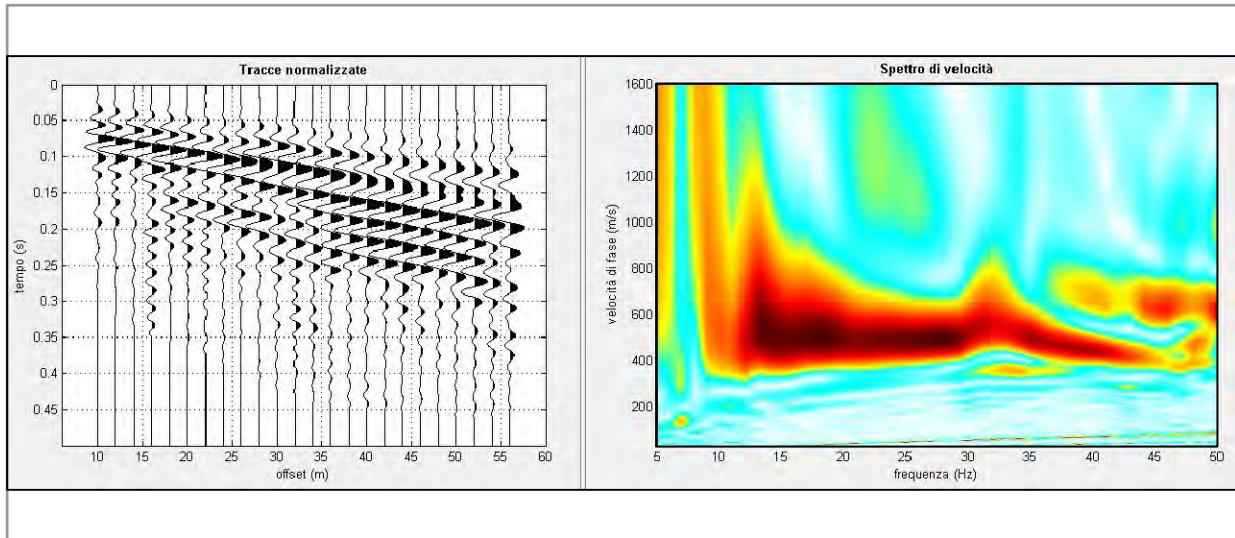 Tracce normalizzate
0
0.05
0.1
0.15
0.2
0.25
0.3
0.35
0.4
0.45
tempo (s)
10 15 20 25 30 35 40 45 50 55 60
offset (m)
Spettro di velocità
1600
1400
1200
1000
800
600
400
200
velocità di fase (m/s)
5 10 15 20 25 30 35 40 45 50
frequenza (Hz)